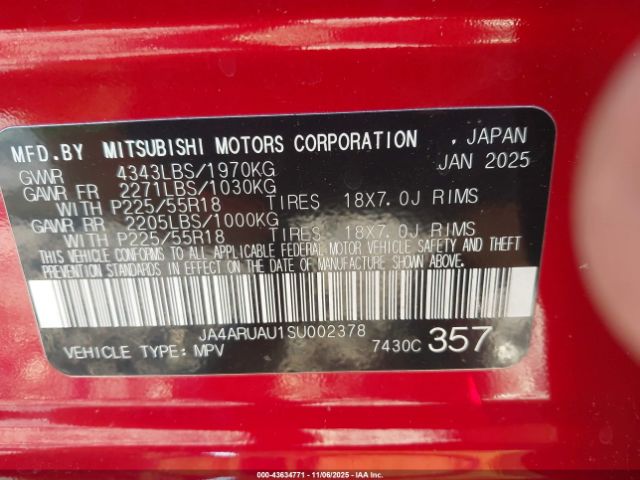 MFD.BY MITSUBISHI MOTORS CORPORATION , JAPAN
GVWR 4343LBS/1970KG JAN 2025
GAWR FR 2271LBS/1030KG
WITH P225/55R18 TIRES 18X7.0J RIMS
GAWR RR 2205LBS/1000KG
WITH P225/55R18 TIRES 18X7.0J RIMS
THIS VEHICLE CONFORMS TO ALL APPLICABLE FEDERAL MOTOR VEHICLE SAFETY AND THEFT
PREVENTION STANDARDS IN EFFECT ON THE DATE OF MANUFACTURE SHOWN ABOVE.
JA4ARUAU1SU002378
VEHICLE TYPE: MPV 7430C 357
000-43634771 - 11/06/2025 - IAA Inc.